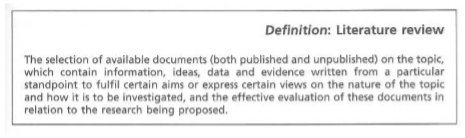 Definition: Literature review
The selection of available documents (both published and unpublished) on the topic,
which contain information, ideas, data and evidence written from a particular
standpoint to fulfil certain aims or express certain views on the nature of the topic
and how it is to be investigated, and the effective evaluation of these documents in
relation to the research being proposed.